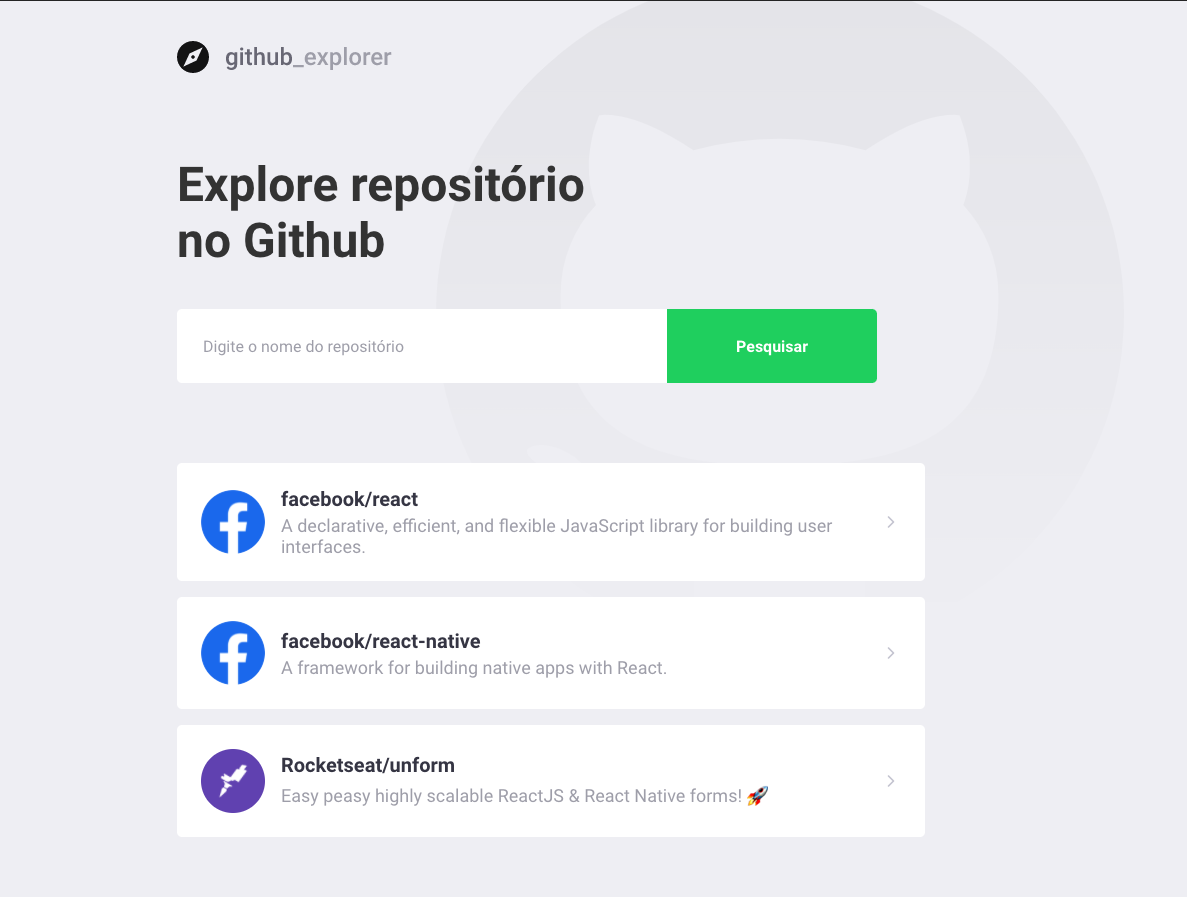 github_explorer
Explore repositório
no Github
Digite o nome do repositório
Pesquisar
facebook/react
A declarative, efficient, and flexible JavaScript library for building user
interfaces.
facebook/react-native
A framework for building native apps with React.
Rocketseat/unform
Easy peasy highly scalable ReactJS & React Native forms! 🚀